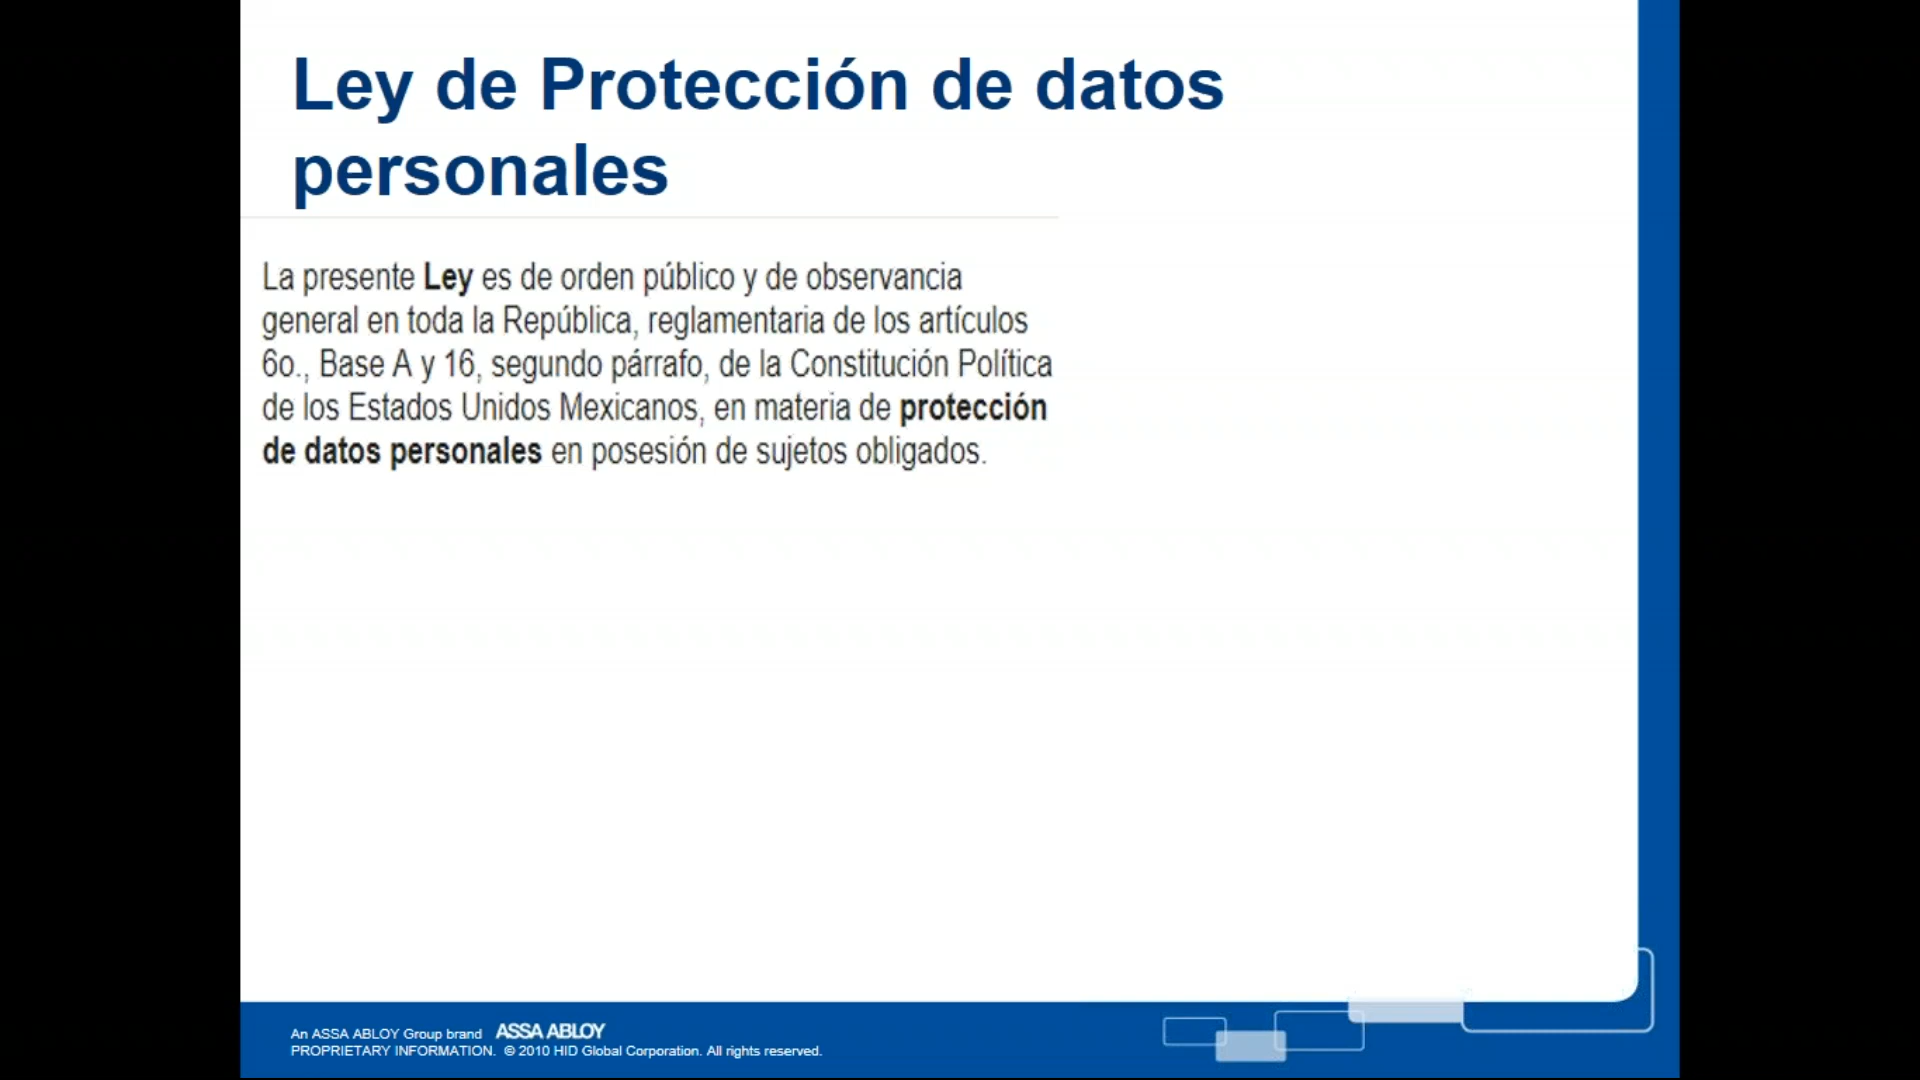 Ley de Protección de datos
personales
La presente Ley es de orden público y de observancia
general en toda la República, reglamentaria de los artículos
6o., Base A y 16, segundo párrafo, de la Constitución Política
de los Estados Unidos Mexicanos, en materia de protección
de datos personales en posesión de sujetos obligados.
An ASSA ABLOY Group brand ASSA ABLOY
PROPRIETARY INFORMATION. © 2010 HID Global Corporation. All rights reserved.